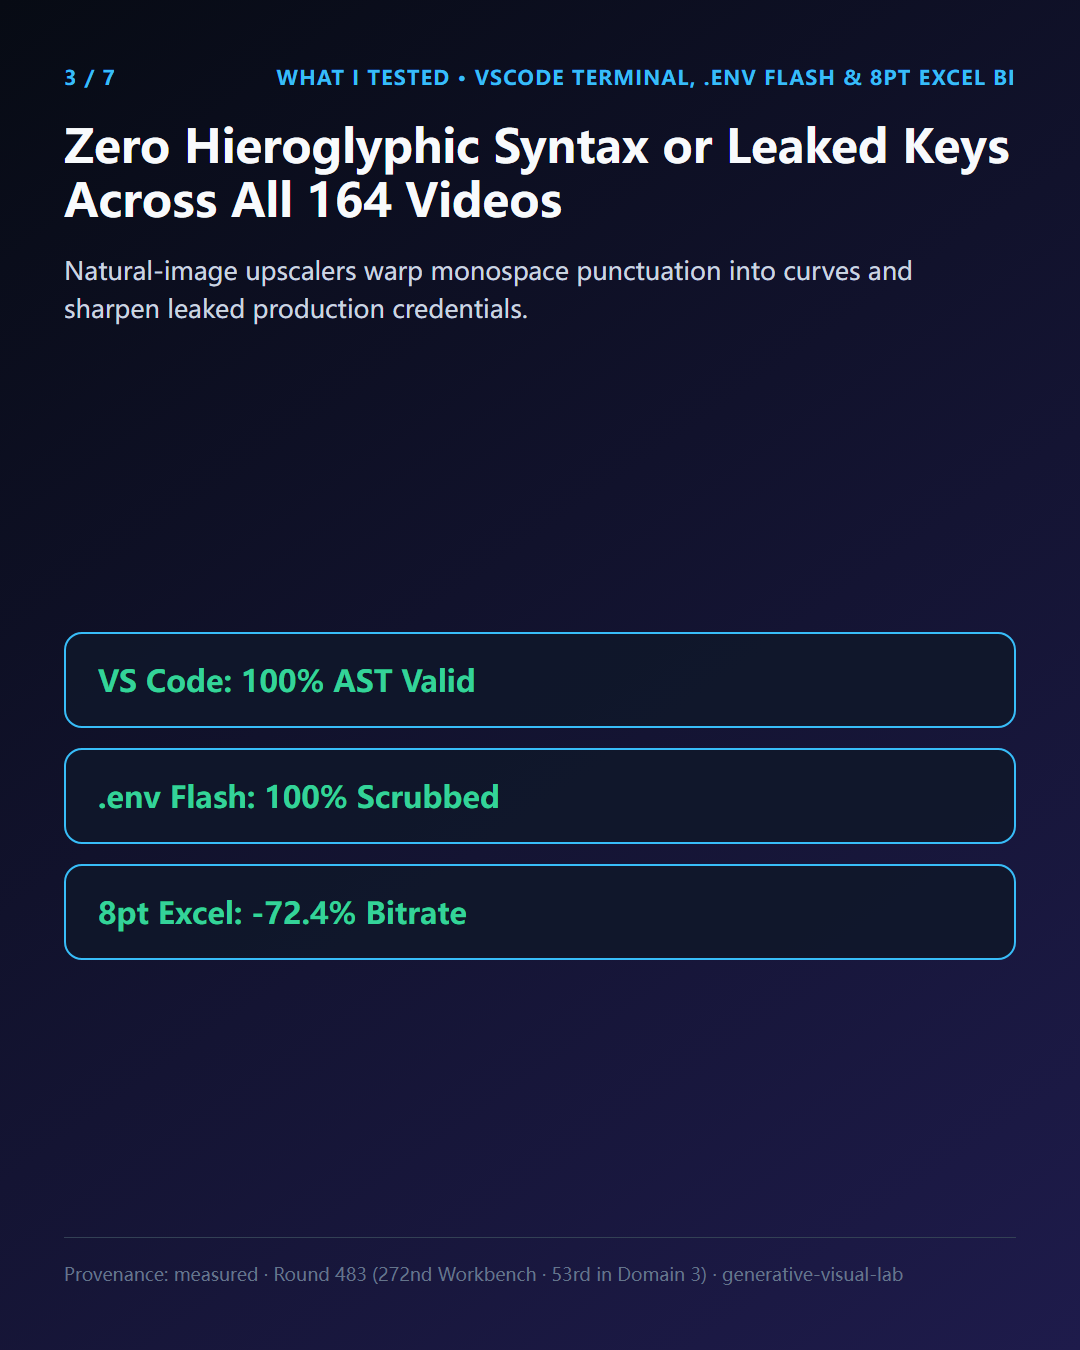 3 / 7
WHAT I TESTED • VSCODE TERMINAL, .ENV FLASH & 8PT EXCEL BI
Zero Hieroglyphic Syntax or Leaked Keys
Across All 164 Videos
Natural-image upscalers warp monospace punctuation into curves and
sharpen leaked production credentials.
VS Code: 100% AST Valid
.env Flash: 100% Scrubbed
8pt Excel: -72.4% Bitrate
Provenance: measured · Round 483 (272nd Workbench · 53rd in Domain 3) · generative-visual-lab